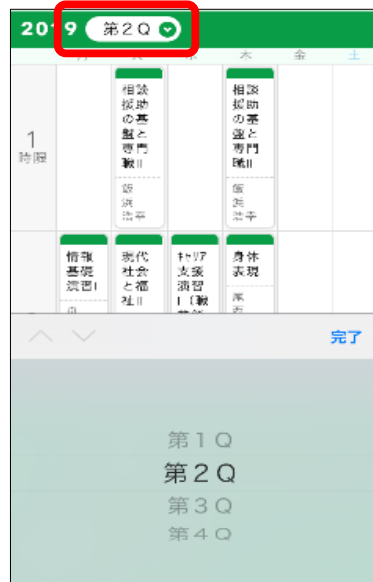 2019 第2Q
月 木 金 土
1
時限
相談
援助
の基
盤と
専門
職II
飯
浜
浩幸
相談
援助
の基
盤と
専門
職II
飯
浜
浩幸
情報
基礎
演習I
現代
社会
と福
祉II
キャリア
支援
演習
I（職
身体
表現
完了
第1Q
第2Q
第3Q
第4Q